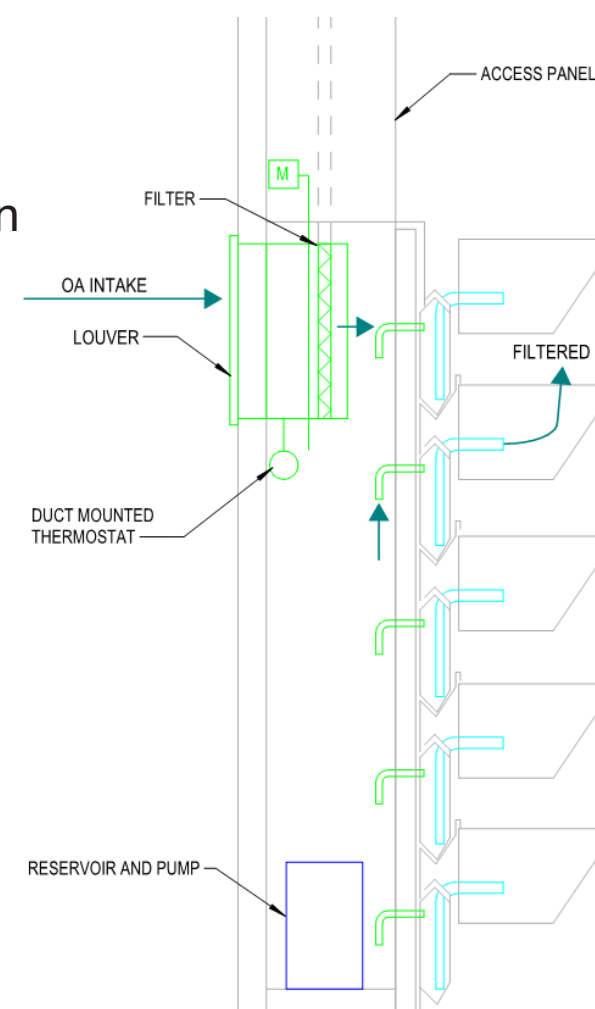 ACCESS PANEL
M
FILTER
n
OA INTAKE
LOUVER
FILTERED
DUCT MOUNTED
THERMOSTAT
RESERVOIR AND PUMP